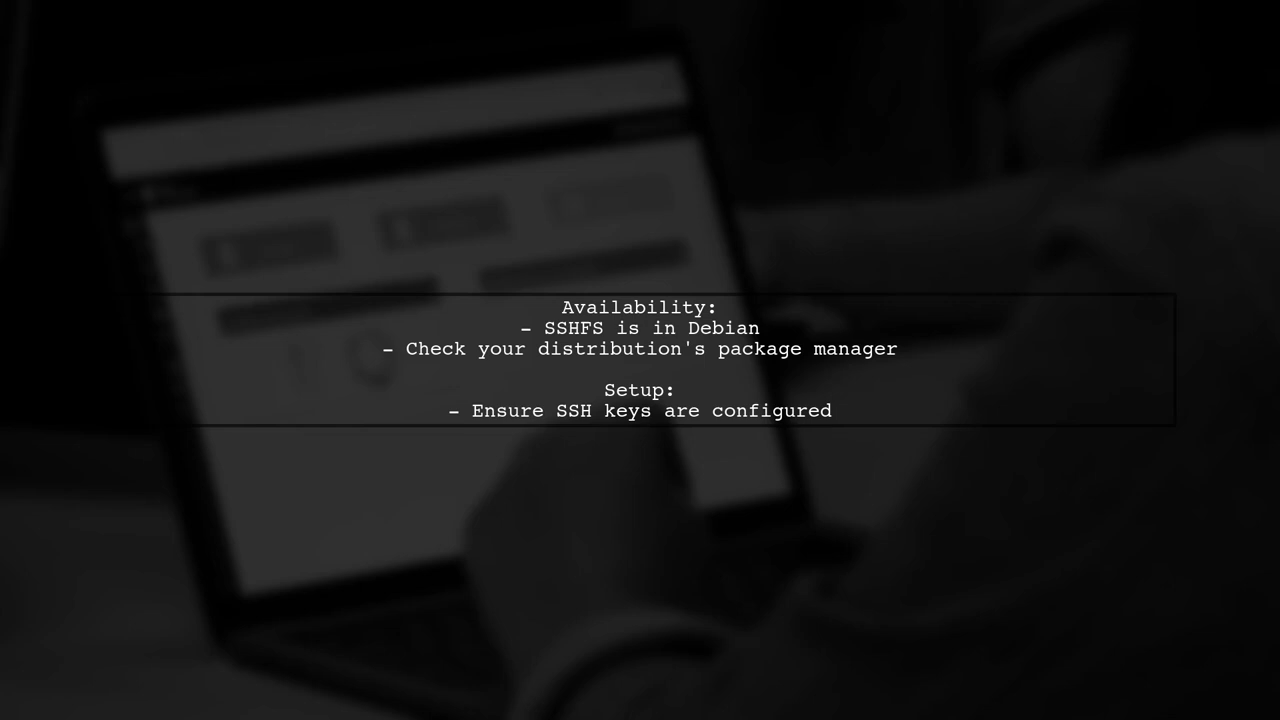 Availability:
- SSHFS is in Debian
- Check your distribution's package manager
Setup:
- Ensure SSH keys are configured